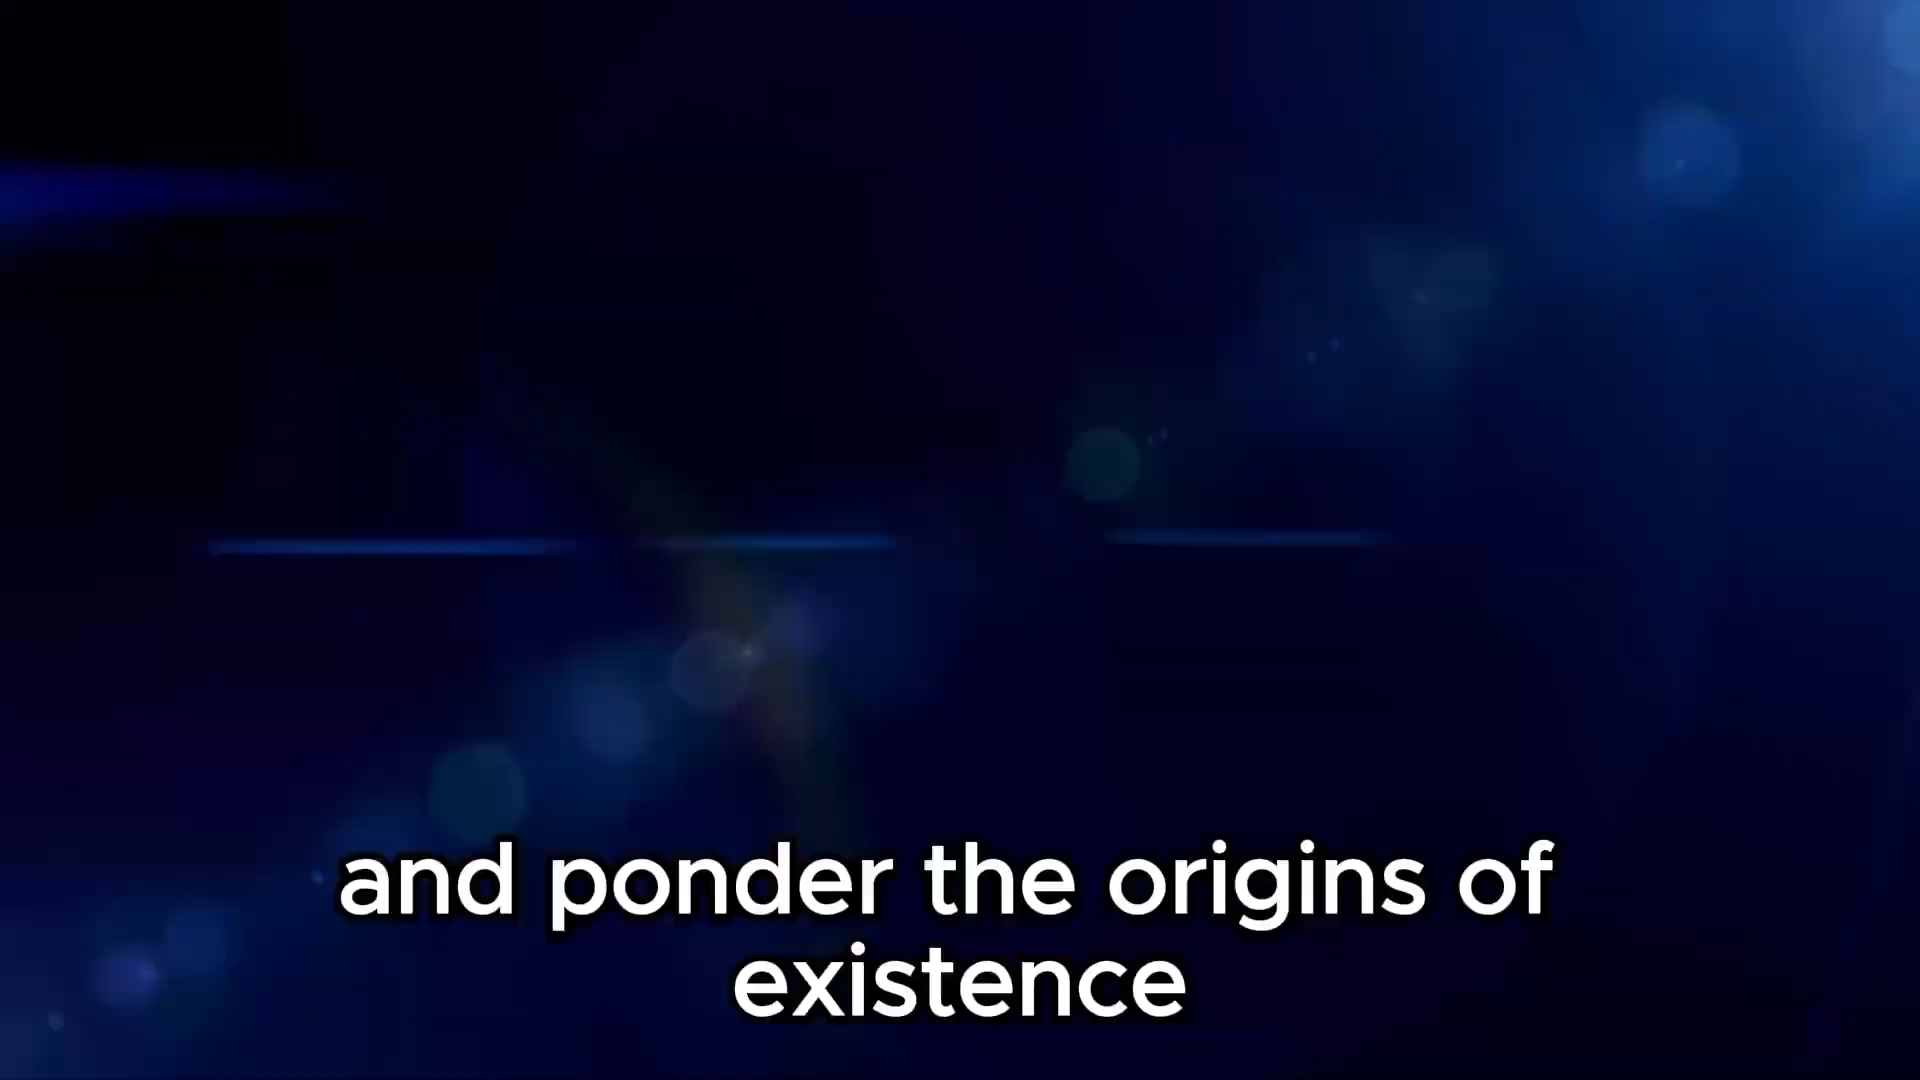 and ponder the origins of
existence